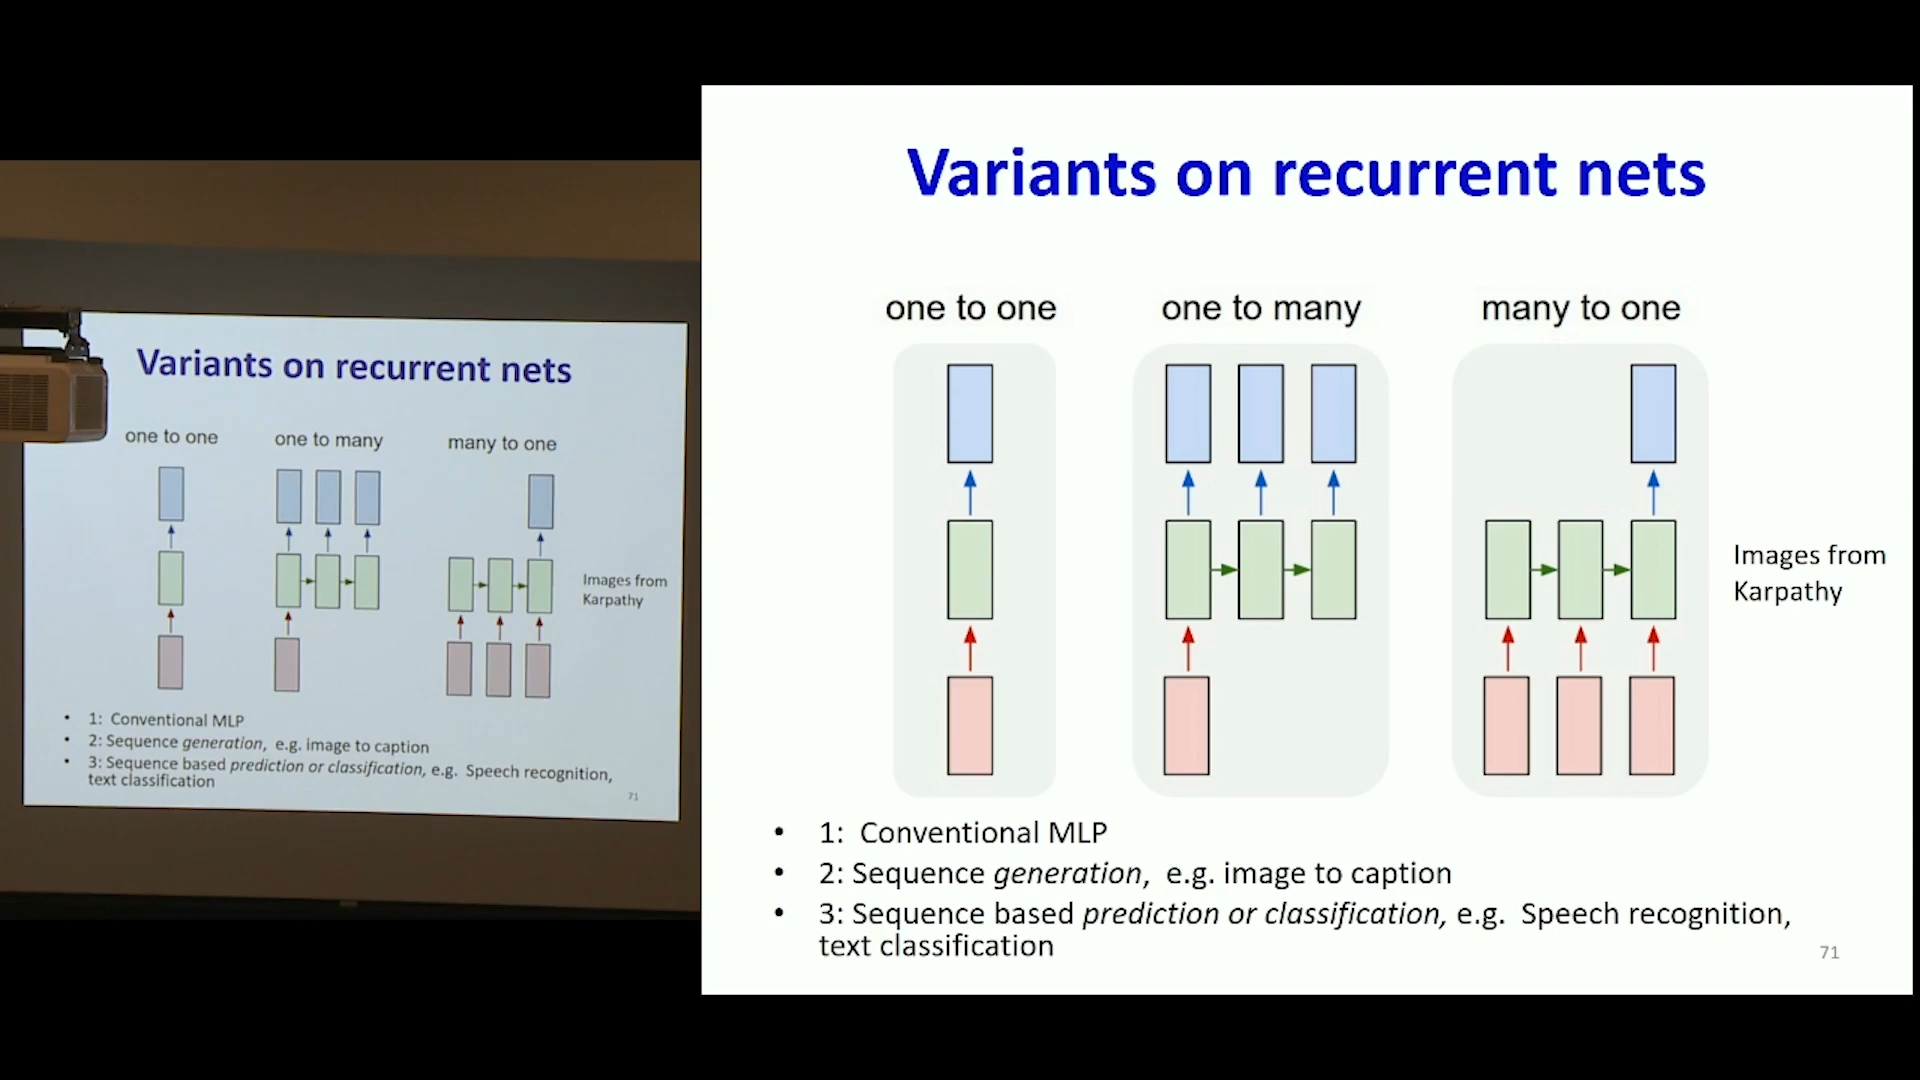 Variants on recurrent nets
one to one
one to many
many to one
Images from
Karpathy
• 1: Conventional MLP
• 2: Sequence generation, e.g. image to caption
• 3: Sequence based prediction or classification, e.g. Speech recognition,
text classification
71
Variants on recurrent nets
one to one
one to many
many to one
Images from
Karpathy
• 1: Conventional MLP
• 2: Sequence generation, e.g. image to caption
• 3: Sequence based prediction or classification, e.g. Speech recognition,
text classification
71